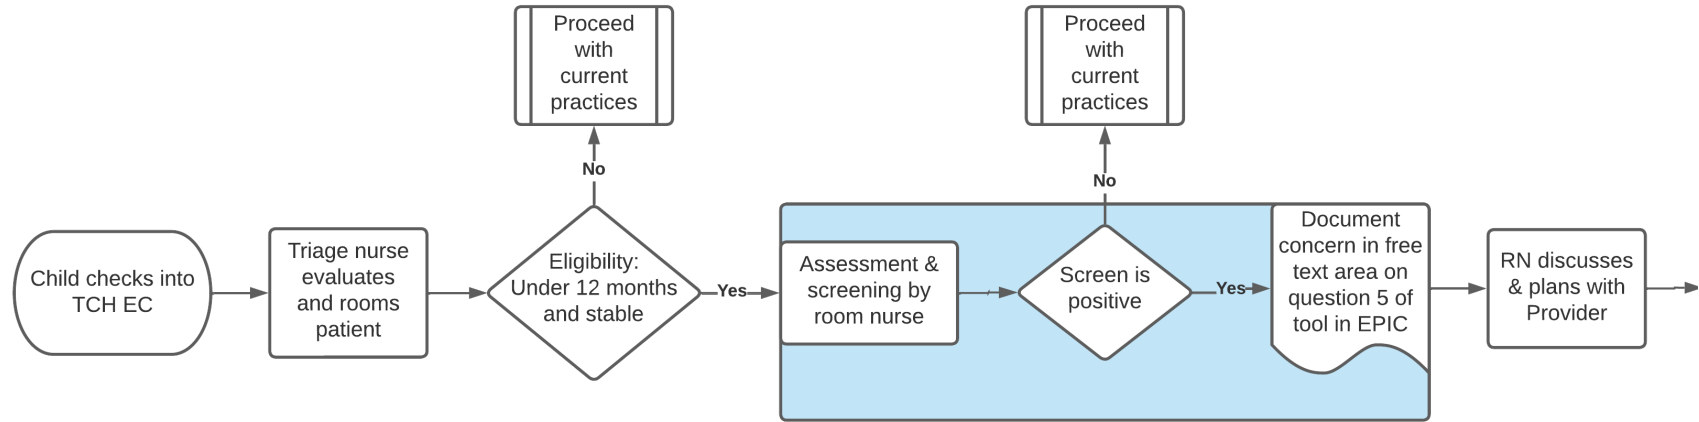 Proceed
with
current
practices
Proceed
with
current
practices
No
No
Child checks into
TCH EC
Triage nurse
evaluates
and rooms
patient
Eligibility:
Under 12 months
and stable
Yes
Assessment &
screening by
room nurse
Screen is
positive
Yes
Document
concern in free
text area on
question 5 of
tool in EPIC
RN discusses
& plans with
Provider